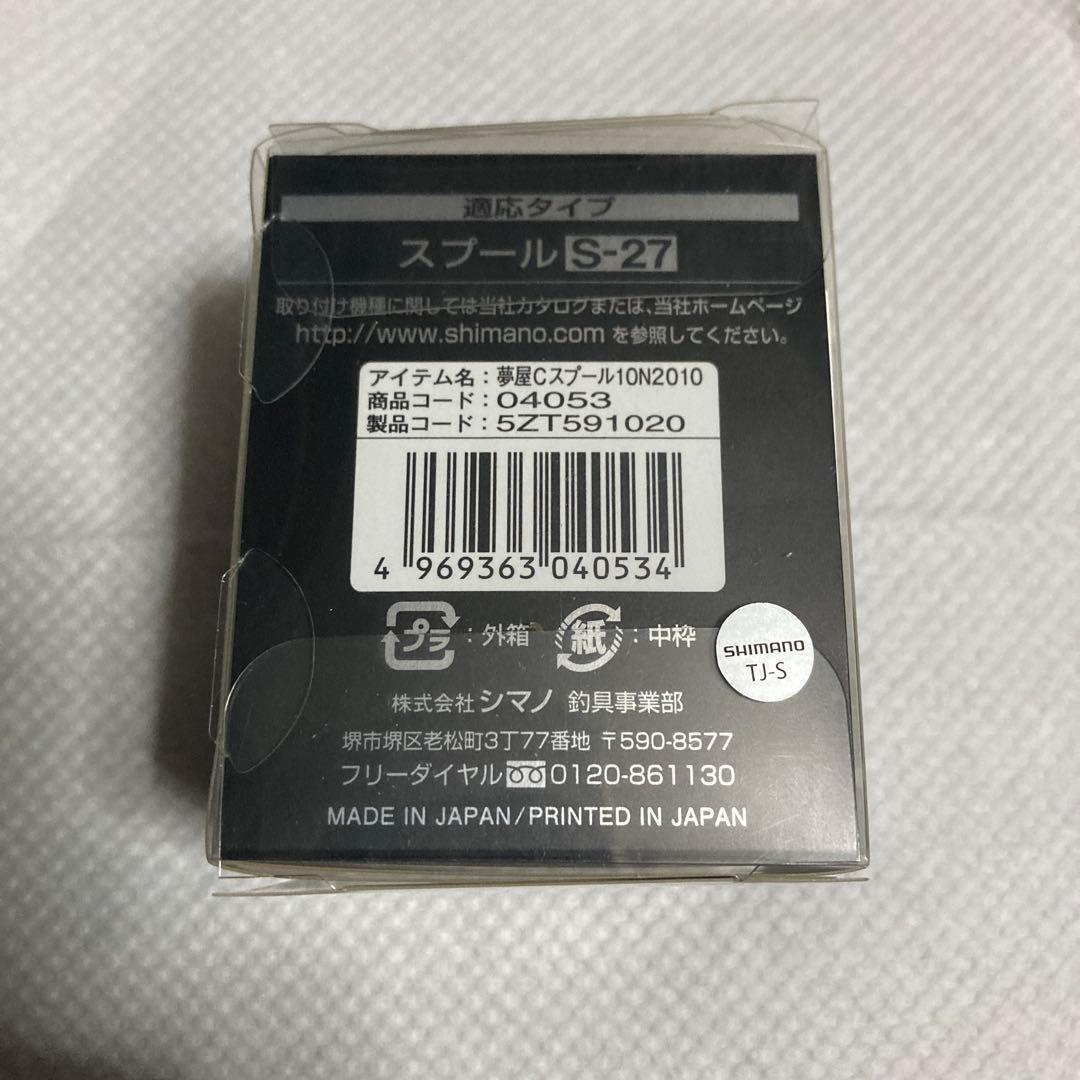 適応タイプ
スプール S-27
取り付け機種に関しては当社カタログまたは、当社ホームページ
http://www.shimano.com を参照してください。
アイテム名：夢屋Cスプール10N2010
商品コード：04053
製品コード：5ZT591020
4 969363 040534
プラ：外箱 紙：中枠
SHIMANO
TJ-S
株式会社 シマノ 釣具事業部
堺市堺区老松町3丁77番地 〒590-8577
フリーダイヤル 0120-861130
MADE IN JAPAN/PRINTED IN JAPAN